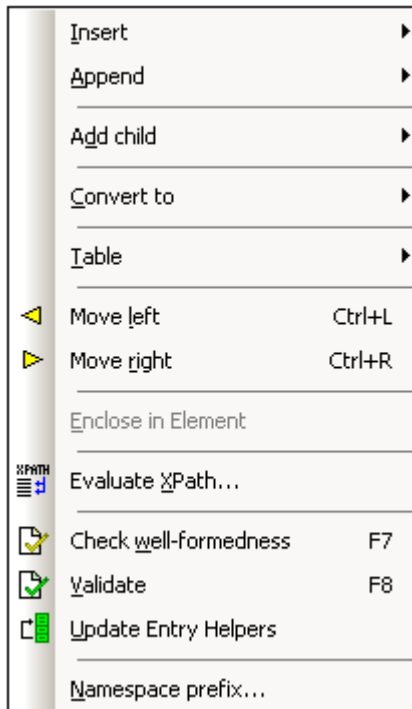 Insert
Append
Add child
Convert to
Table
Move left Ctrl+L
Move right Ctrl+R
Enclose in Element
XPATH
Evaluate XPath...
Check well-formedness F7
Validate F8
Update Entry Helpers
Namespace prefix...